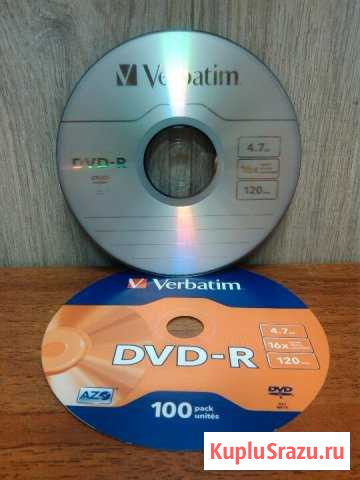 Verbatim
DVD-R
4.7
16x
120
DVD
Verbatim
DVD-R
4.7
16x
120
AZO
100 pack
unités
DVD
KupluSrazu.ru